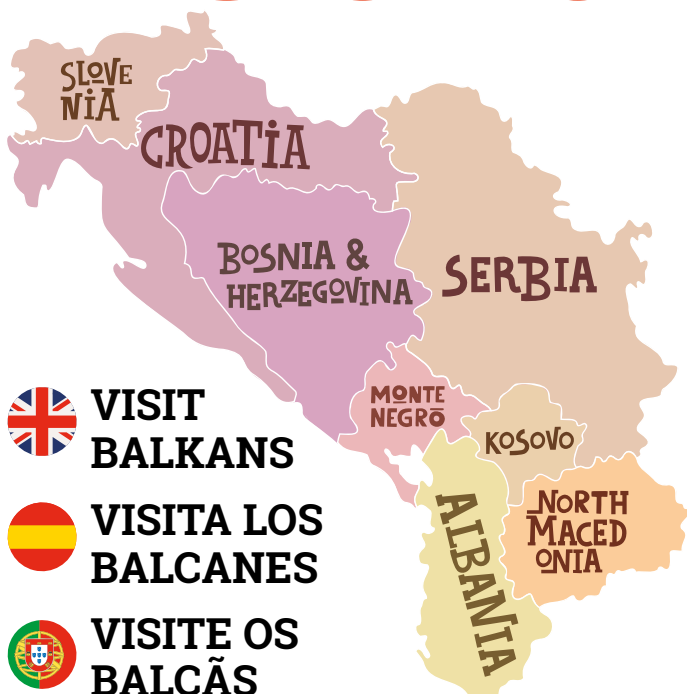 SLOVE
NIA
CROATIA
BOSNIA &
HERZEGOVINA
SERBIA
MONTE
NEGRO
KOSOVO
NORTH
MACED
ONIA
ALBANIA
VISIT
BALKANS
VISITA LOS
BALCANES
VISITE OS
BALCÃS